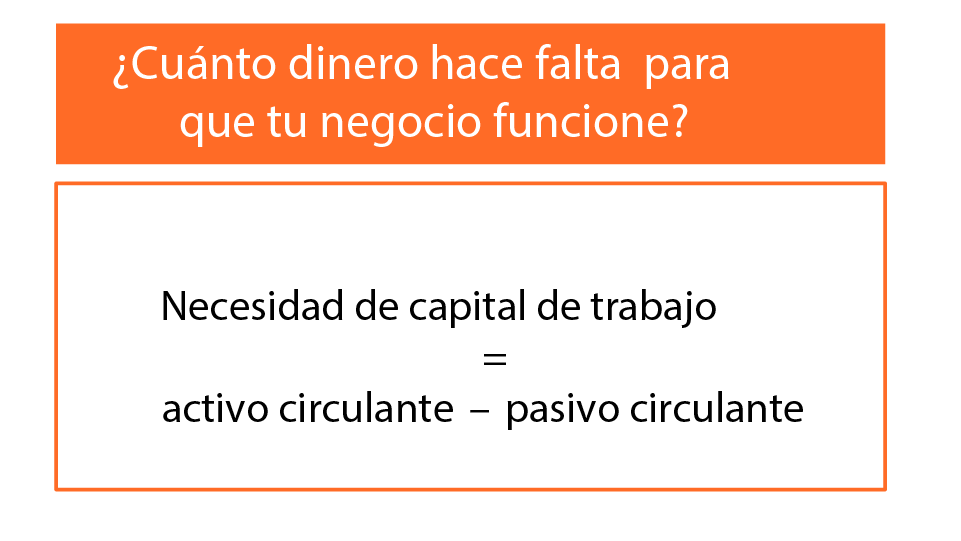 ¿Cuánto dinero hace falta para
que tu negocio funcione?
Necesidad de capital de trabajo
=
activo circulante – pasivo circulante